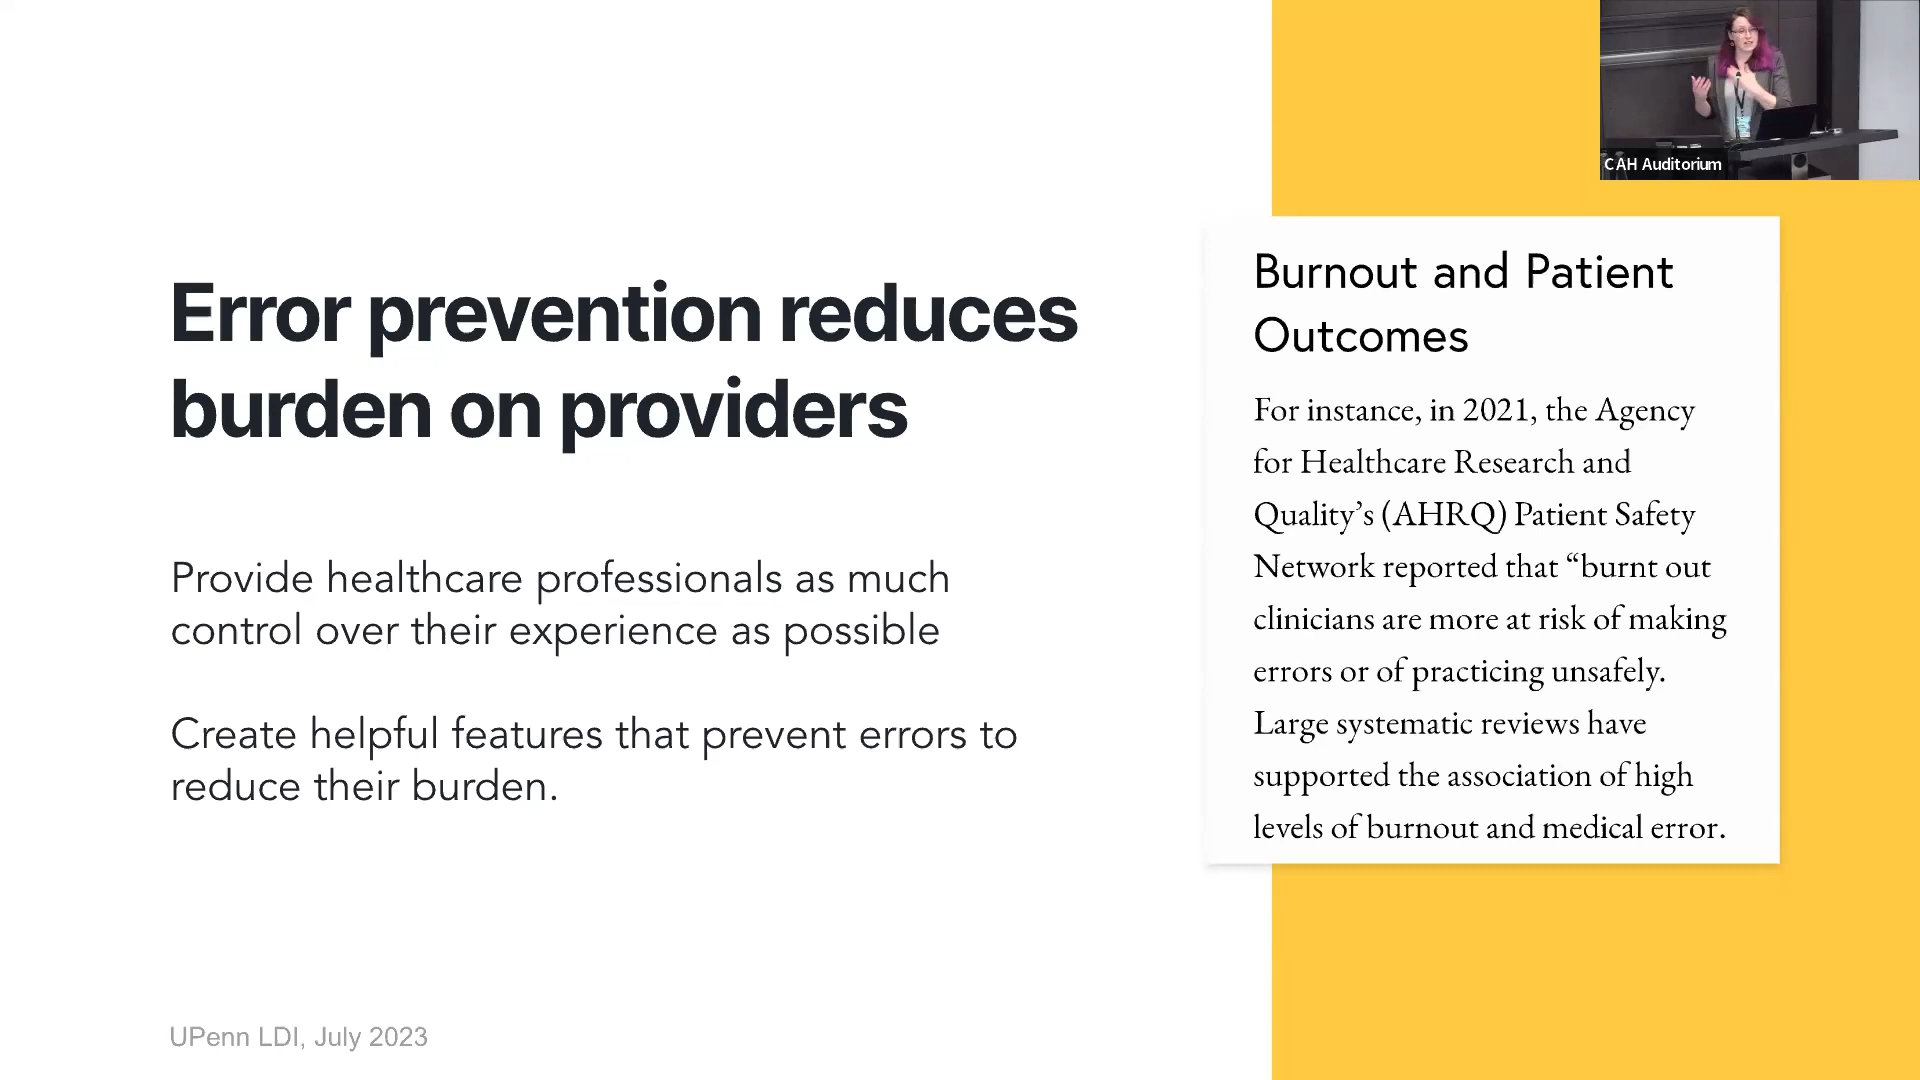 Error prevention reduces
burden on providers
Provide healthcare professionals as much
control over their experience as possible
Create helpful features that prevent errors to
reduce their burden.
UPenn LDI, July 2023
CAH Auditorium
Burnout and Patient
Outcomes
For instance, in 2021, the Agency
for Healthcare Research and
Quality’s (AHRQ) Patient Safety
Network reported that “burnt out
clinicians are more at risk of making
errors or of practicing unsafely.
Large systematic reviews have
supported the association of high
levels of burnout and medical error.